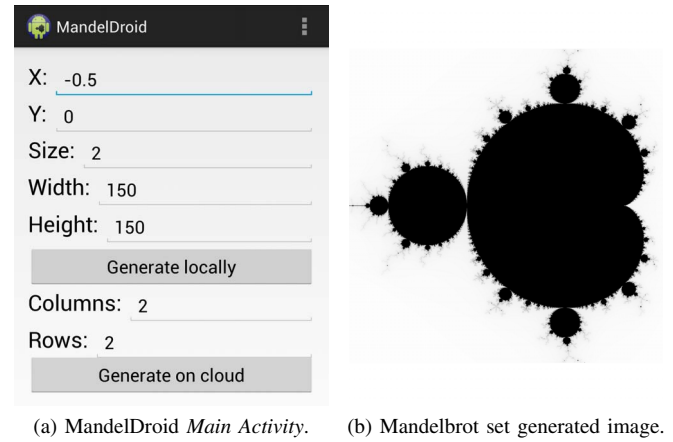 MandelDroid
X: -0.5
Y: 0
Size: 2
Width: 150
Height: 150
Generate locally
Columns: 2
Rows: 2
Generate on cloud
(a) MandelDroid Main Activity.
(b) Mandelbrot set generated image.